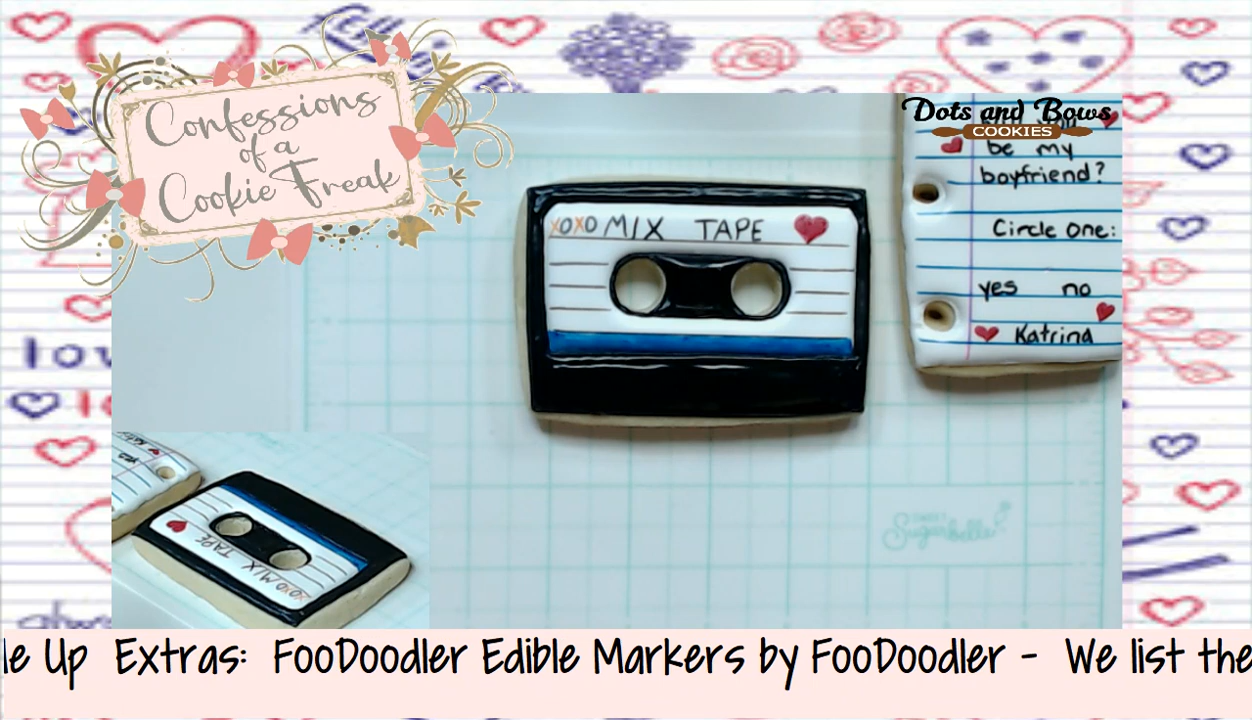 Confessions
of a
Cookie Freak
Dots and Bows
COOKIES
be my
boyfriend?
Circle One:
yes no
Katrina
XOXO MIX TAPE
Sugarbelle
TAPE
XOXO MIX
le Up Extras: FooDoodler Edible Markers by FooDoodler - We list the